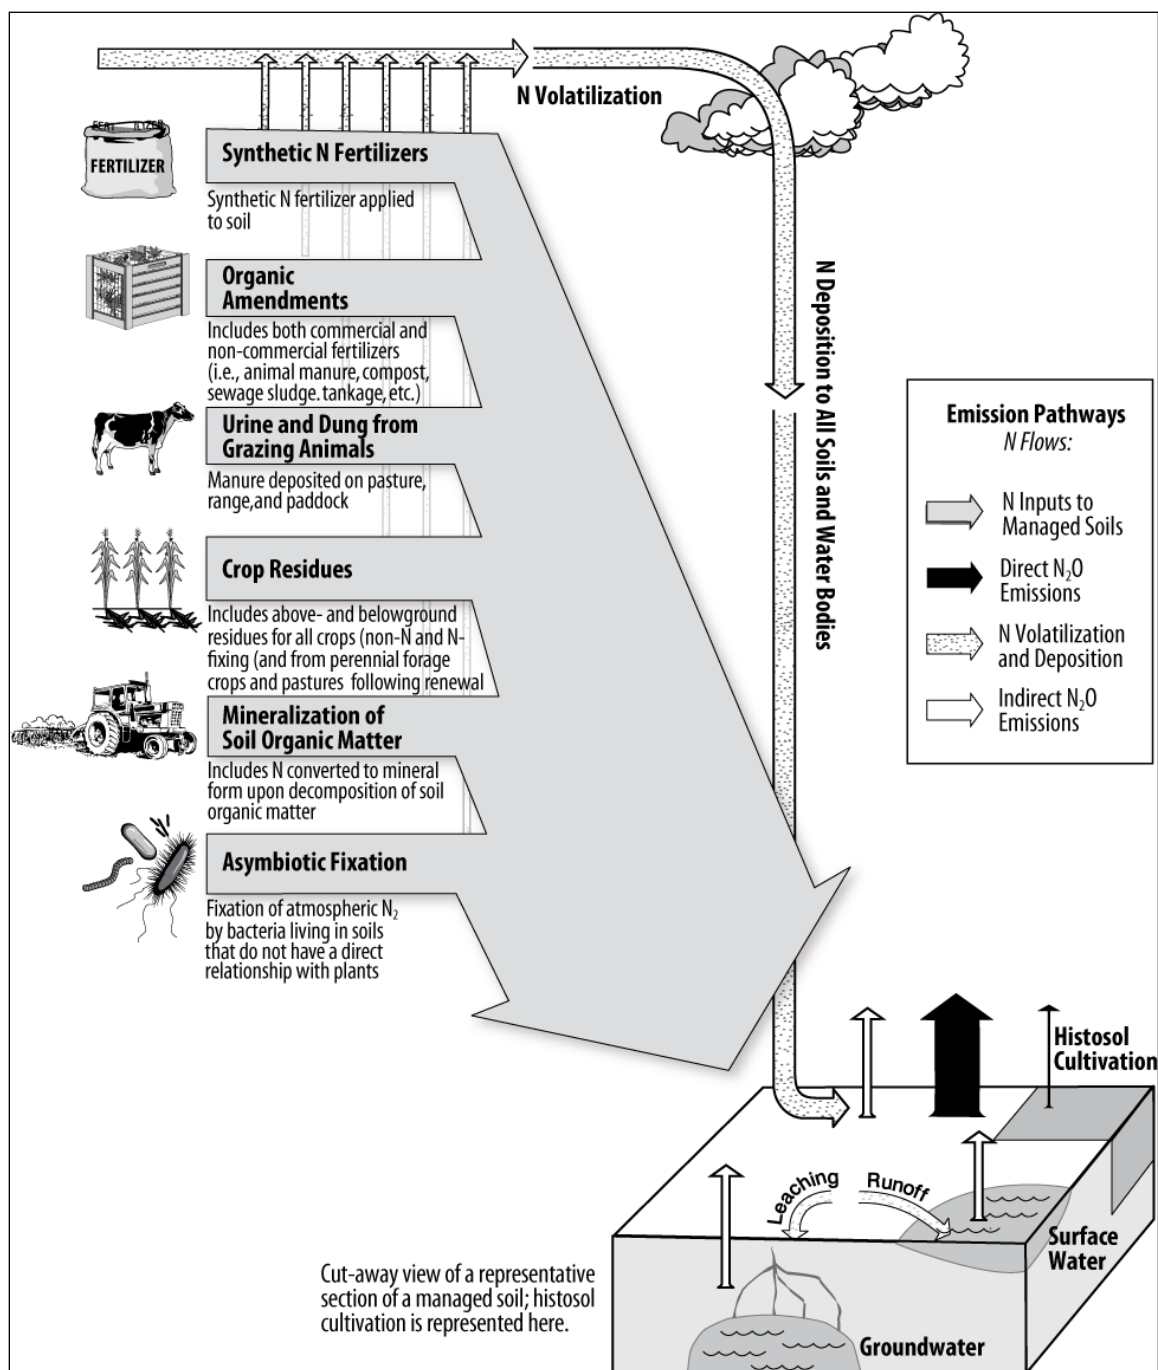 N Volatilization
FERTILIZER
FERTILIZER
Synthetic N Fertilizers
Synthetic N fertilizer applied
to soil
Organic
Amendments
Includes both commercial and
non-commercial fertilizers
(i.e., animal manure, compost,
sewage sludge. tankage, etc.)
Urine and Dung from
Grazing Animals
Manure deposited on pasture,
range,and paddock
Crop Residues
Includes above- and belowground
residues for all crops (non-N and N-
fixing (and from perennial forage
crops and pastures following renewal
Mineralization of
Soil Organic Matter
Includes N converted to mineral
form upon decomposition of soil
organic matter
Asymbiotic Fixation
Fixation of atmospheric N₂
by bacteria living in soils
that do not have a direct
relationship with plants
N Deposition to All Soils and Water Bodies
Emission Pathways
N Flows:
N Inputs to
Managed Soils
Direct N₂O
Emissions
N Volatilization
and Deposition
Indirect N₂O
Emissions
Histosol
Cultivation
Leaching
Runoff
Surface
Water
Groundwater
Cut-away view of a representative
section of a managed soil; histosol
cultivation is represented here.